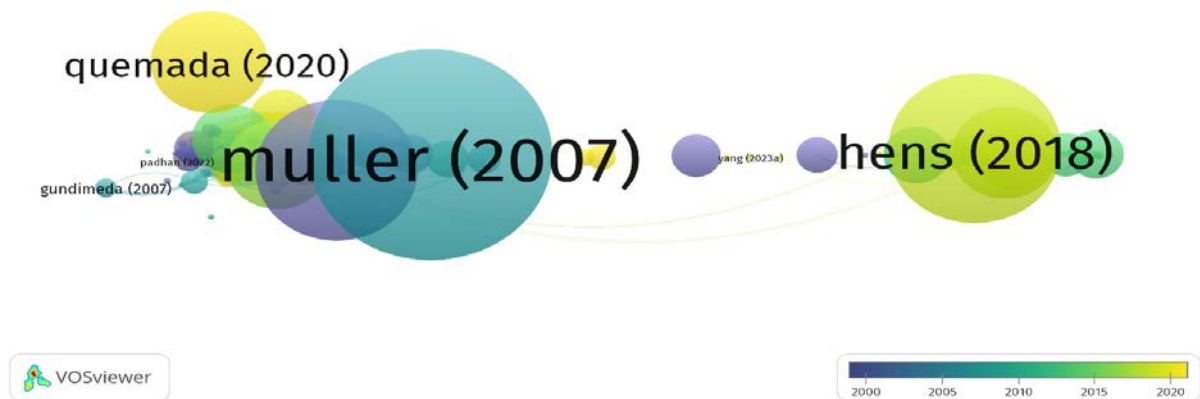 quemada (2020)
padhan (2022)
muller (2007)
yang (2023a)
hens (2018)
gundimeda (2007)
VOSviewer
2000 2005 2010 2015 2020